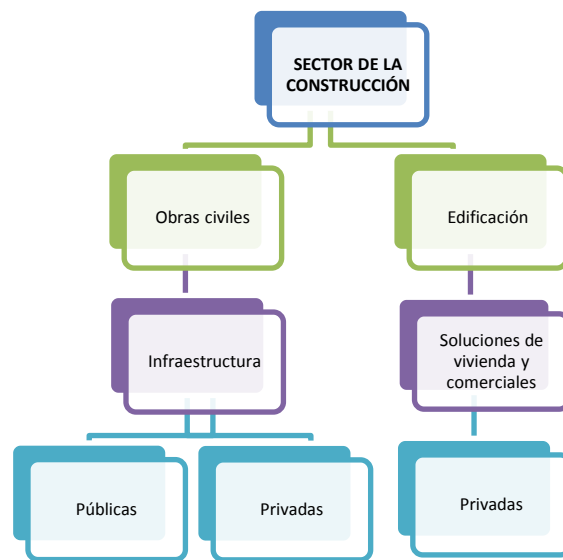 SECTOR DE LA
CONSTRUCCIÓN
Obras civiles
Edificación
Infraestructura
Soluciones de
vivienda y
comerciales
Públicas
Privadas
Privadas